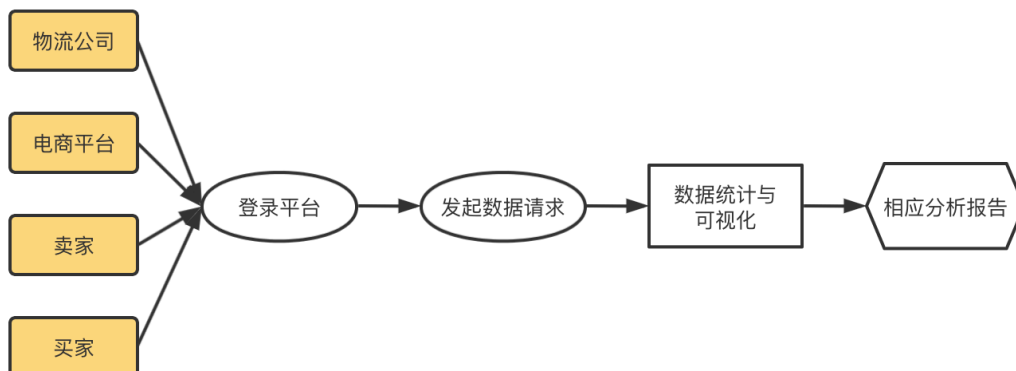 物流公司
电商平台
卖家
买家
登录平台
发起数据请求
数据统计与
可视化
相应分析报告